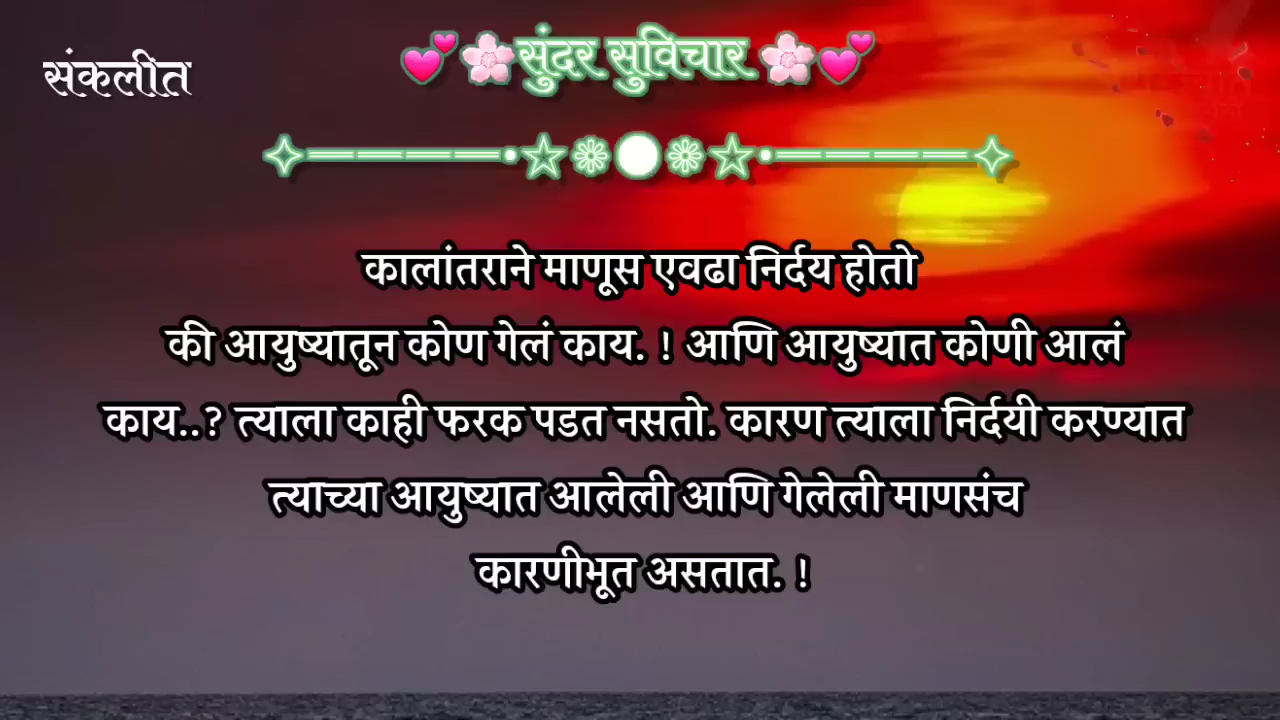 💕🌸सुंदर सुविचार🌸💕
संकलीत
कालांतराने माणूस एवढा निर्दय होतो
की आयुष्यातून कोण गेलं काय. ! आणि आयुष्यात कोणी आलं
काय..? त्याला काही फरक पडत नसतो. कारण त्याला निर्दयी करण्यात
त्याच्या आयुष्यात आलेली आणि गेलेली माणसंच
कारणीभूत असतात. !